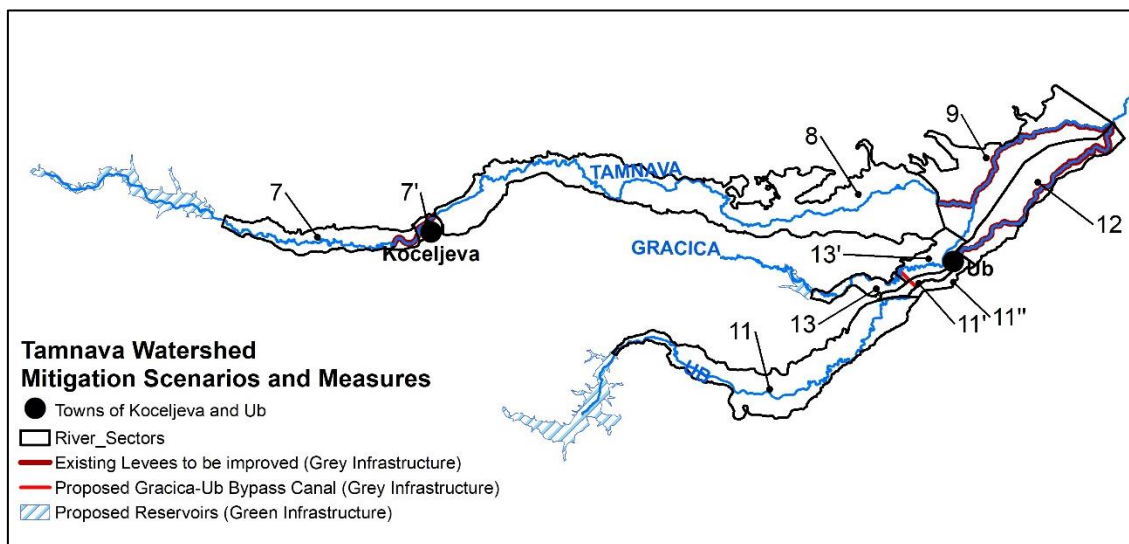 9
8
TAMNAVA
7
7'
12
Koceljeva
GRACICA
13'
Ub
13
11'
11"
11
UB
Tamnava Watershed
Mitigation Scenarios and Measures
Towns of Koceljeva and Ub
River_Sectors
Existing Levees to be improved (Grey Infrastructure)
Proposed Gracica-Ub Bypass Canal (Grey Infrastructure)
Proposed Reservoirs (Green Infrastructure)